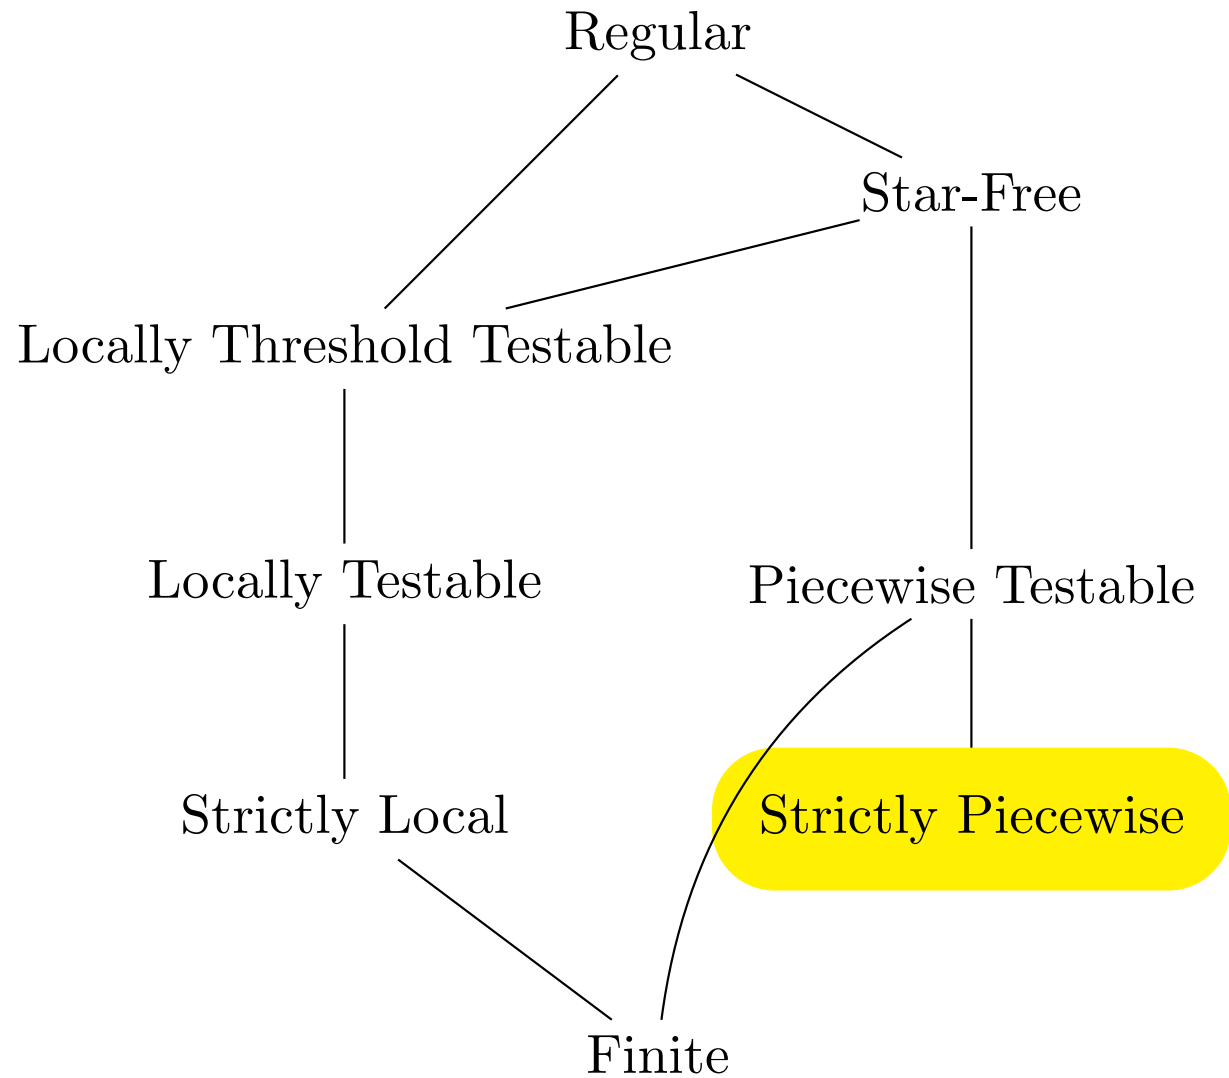 Regular
Star-Free
Locally Threshold Testable
Locally Testable
Piecewise Testable
Strictly Local
Strictly Piecewise
Finite